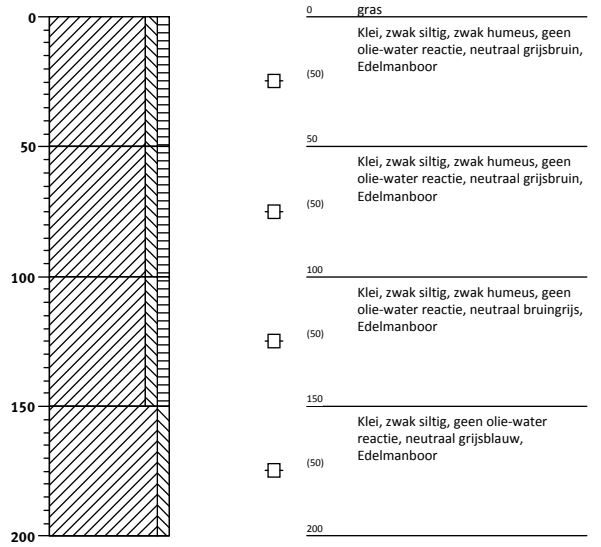 0
50
100
150
200
0 gras
Klei, zwak siltig, zwak humeus, geen
olie-water reactie, neutraal grijsbruin,
Edelmanboor
(50)
50
Klei, zwak siltig, zwak humeus, geen
olie-water reactie, neutraal grijsbruin,
Edelmanboor
(50)
100
Klei, zwak siltig, zwak humeus, geen
olie-water reactie, neutraal bruingrijs,
Edelmanboor
(50)
150
Klei, zwak siltig, geen olie-water
reactie, neutraal grijsblauw,
Edelmanboor
(50)
200